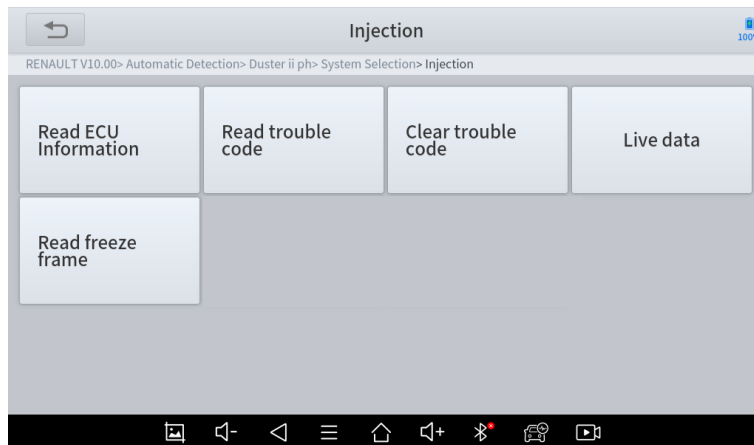 Injection
100%
RENAULT V10.00> Automatic Detection> Duster ii ph> System Selection> Injection
Read ECU
Information
Read trouble
code
Clear trouble
code
Live data
Read freeze
frame